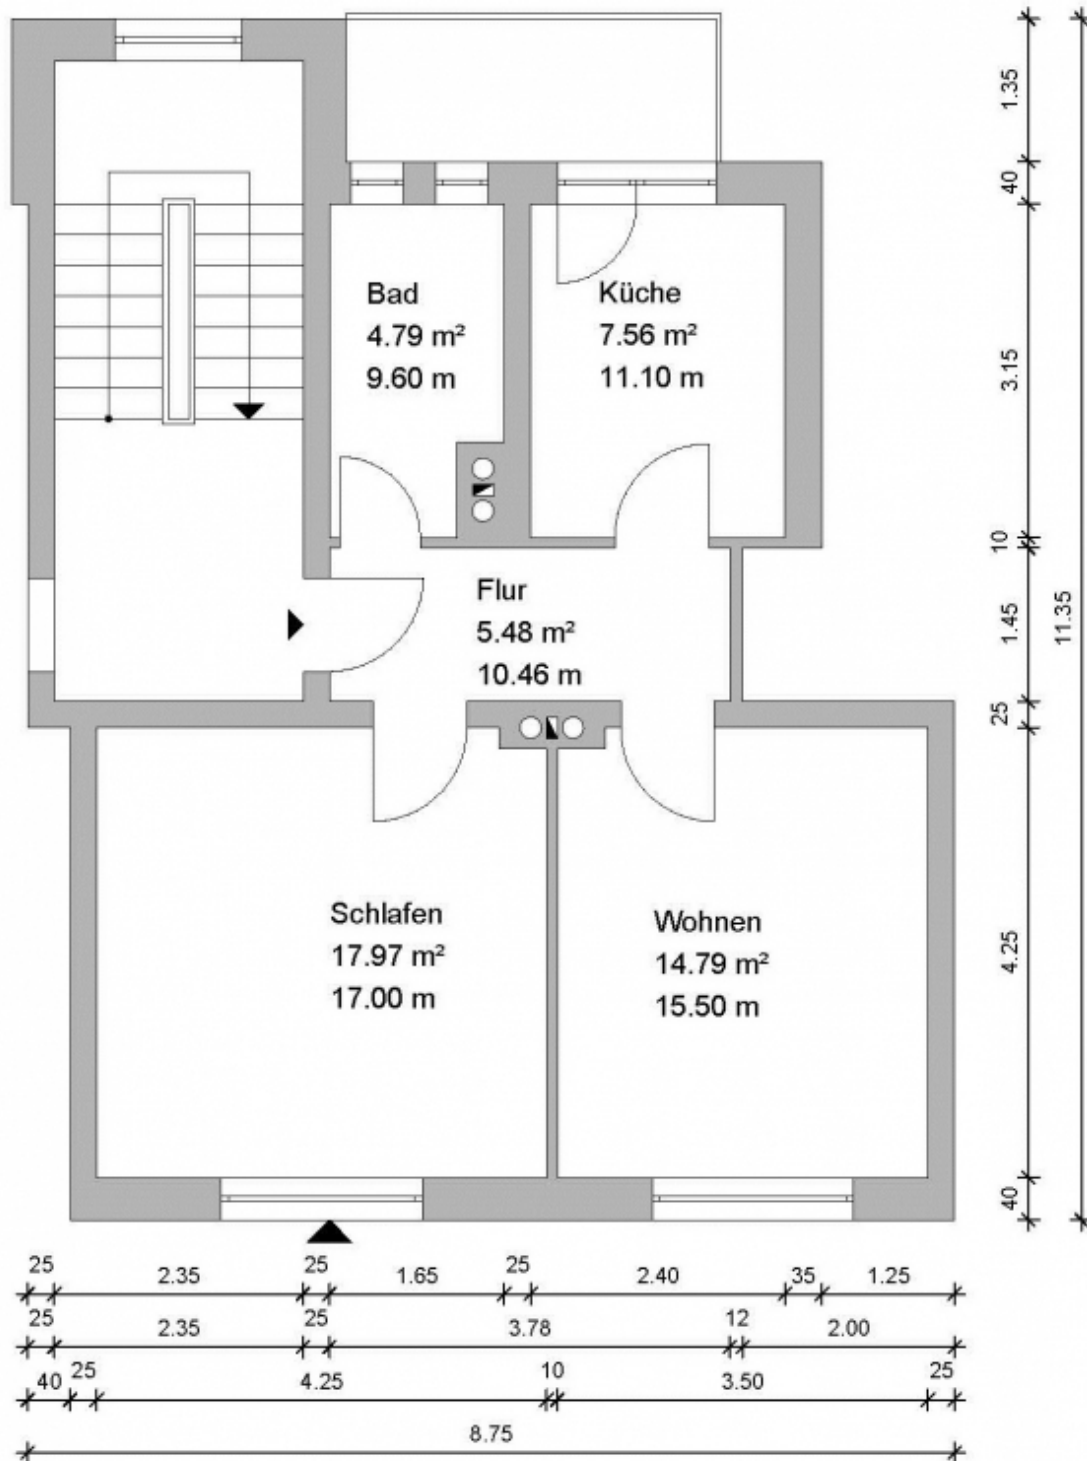 Bad
4.79 m²
9.60 m
Küche
7.56 m²
11.10 m
Flur
5.48 m²
10.46 m
Schlafen
17.97 m²
17.00 m
Wohnen
14.79 m²
15.50 m
1.35
40
3.15
10
1.45
25
4.25
40
11.35
25 2.35 25 1.65 25 2.40 35 1.25
25 2.35 25 3.78 12 2.00
40 25 4.25 10 3.50 25
8.75